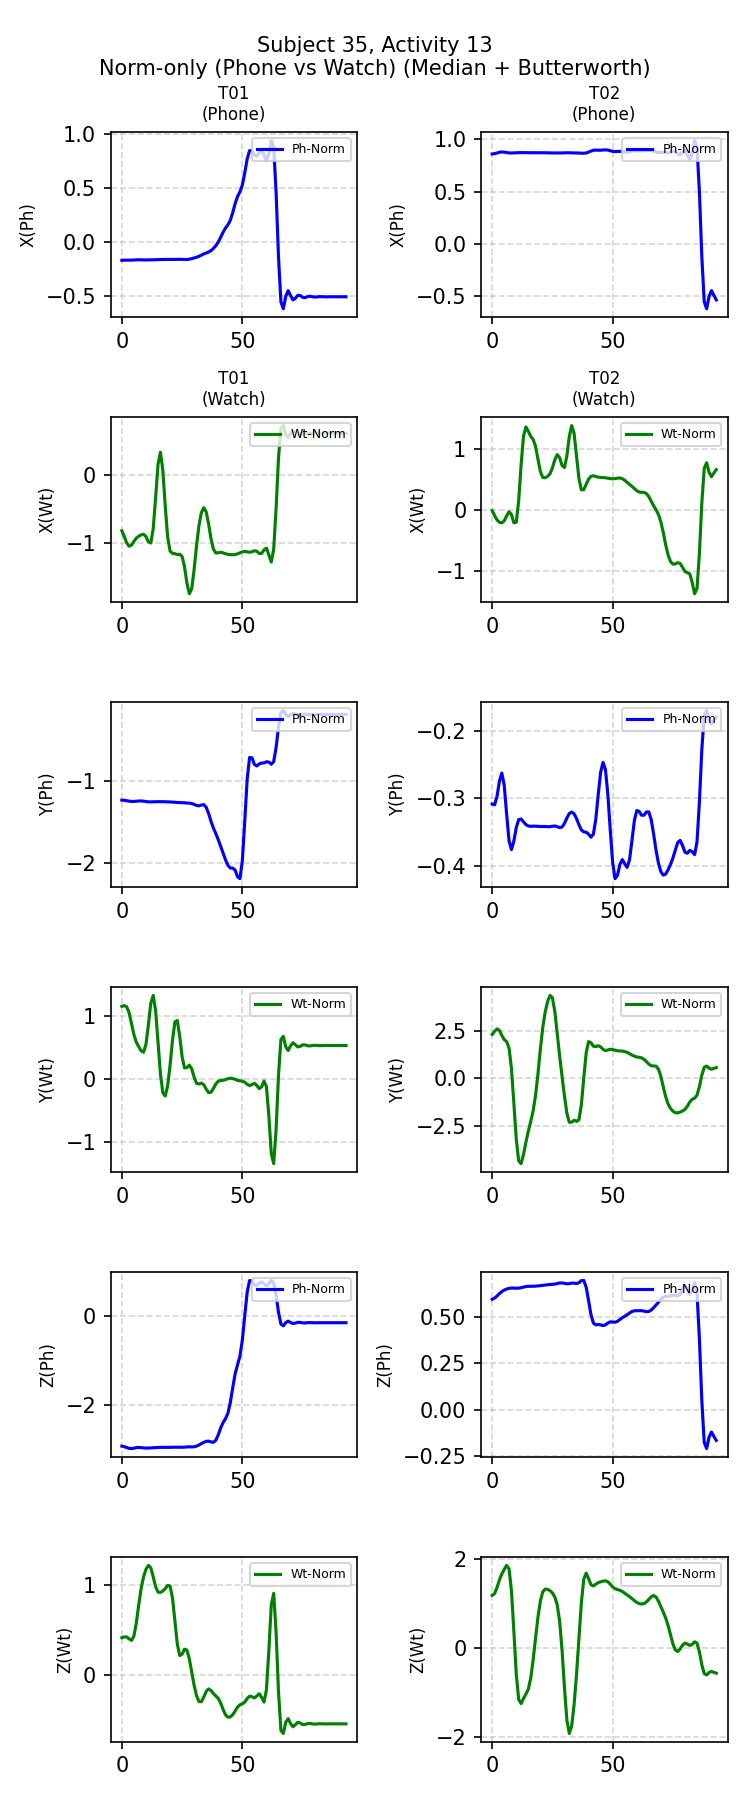 Subject 35, Activity 13
Norm-only (Phone vs Watch) (Median + Butterworth)
T01
(Phone)
T02
(Phone)
X(Ph)
1.0
0.5
0.0
−0.5
0
50
Ph-Norm
X(Ph)
1.0
0.5
0.0
−0.5
0
50
Ph-Norm
T01
(Watch)
T02
(Watch)
X(Wt)
0
−1
0
50
Wt-Norm
X(Wt)
1
0
−1
0
50
Wt-Norm
Y(Ph)
−1
−2
0
50
Ph-Norm
Y(Ph)
−0.2
−0.3
−0.4
0
50
Ph-Norm
Y(Wt)
1
0
−1
0
50
Wt-Norm
Y(Wt)
2.5
0.0
−2.5
0
50
Wt-Norm
Z(Ph)
0
−2
0
50
Ph-Norm
Z(Ph)
0.50
0.25
0.00
−0.25
0
50
Ph-Norm
Z(Wt)
1
0
0
50
Wt-Norm
Z(Wt)
2
0
−2
0
50
Wt-Norm